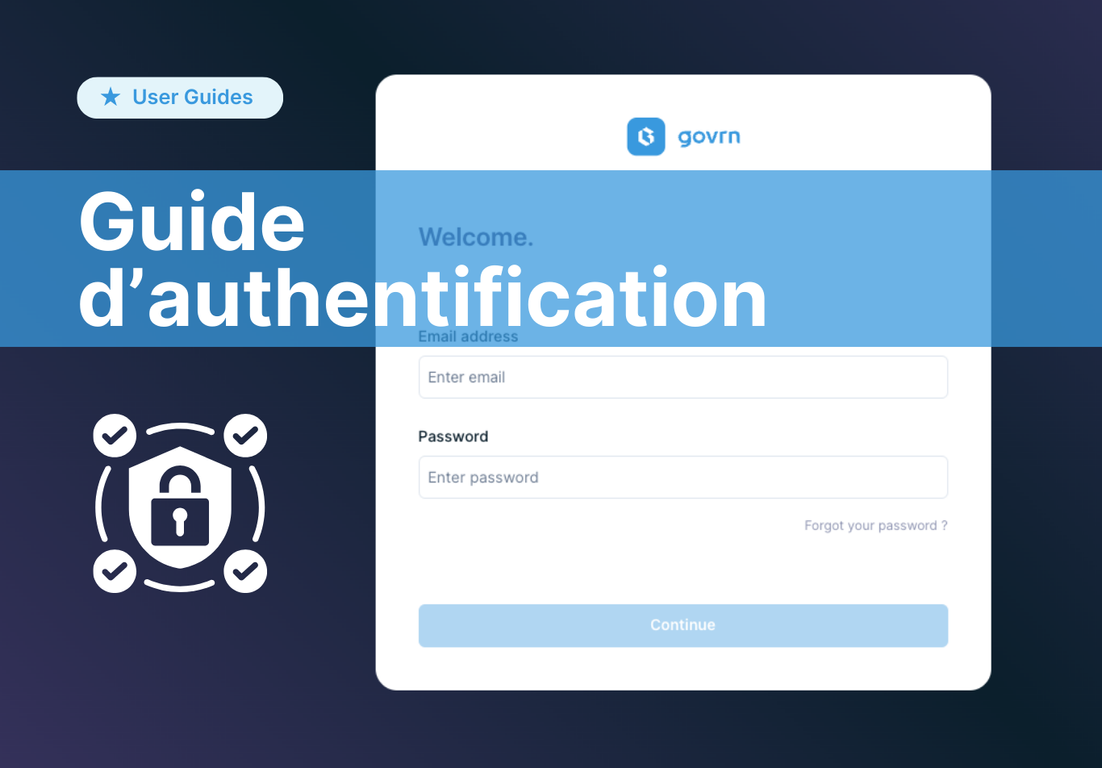 User Guides
govrn
Guide
d’authentification
Welcome.
Email address
Enter email
Password
Enter password
Forgot your password ?
Continue